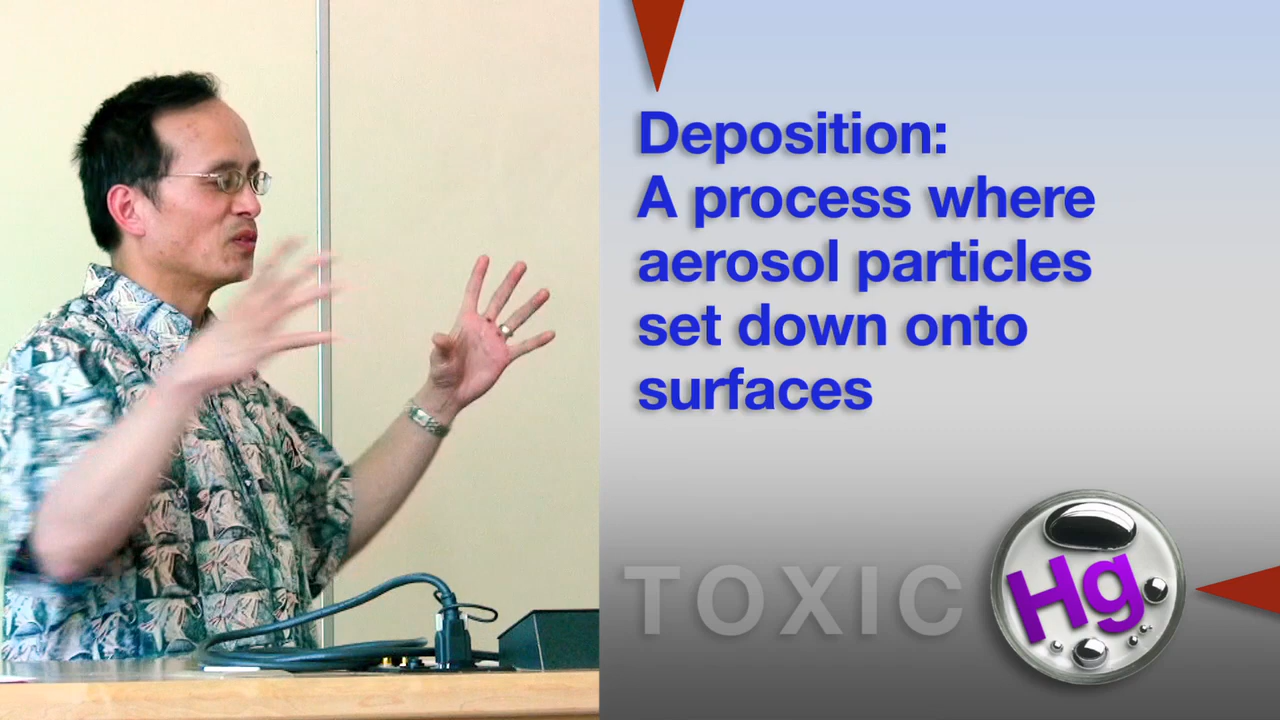 Deposition:
A process where
aerosol particles
set down onto
surfaces
TOXIC
Hg